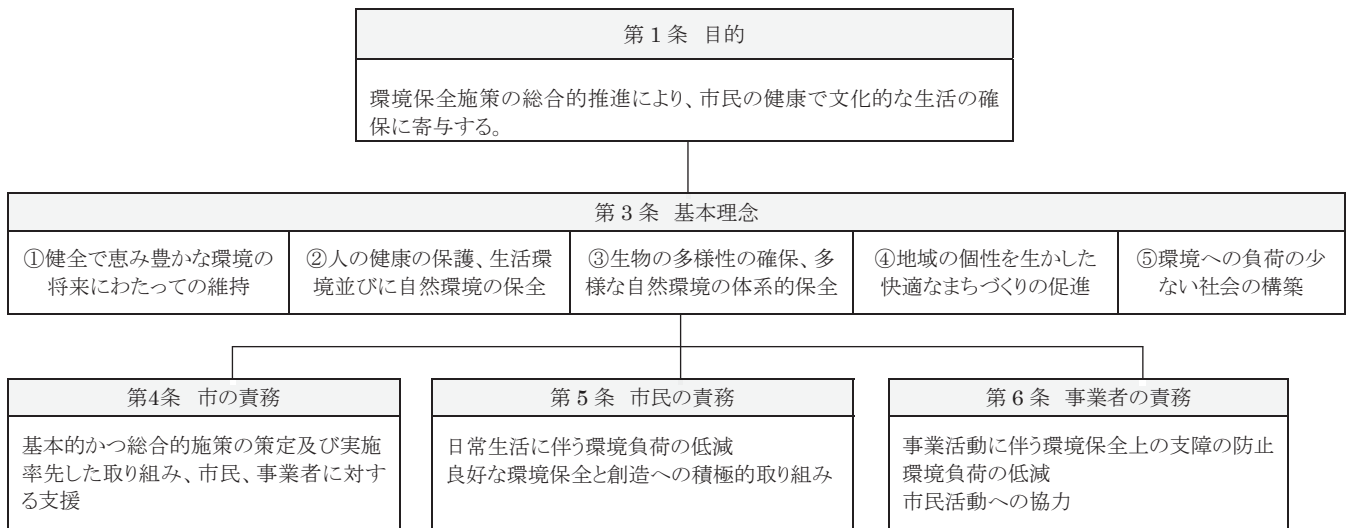 第1条 目的
環境保全施策の総合的推進により、市民の健康で文化的な生活の確
保に寄与する。
第3条 基本理念
①健全で恵み豊かな環境の
将来にわたっての維持
②人の健康の保護、生活環
境並びに自然環境の保全
③生物の多様性の確保、多
様な自然環境の体系的保全
④地域の個性を生かした
快適なまちづくりの促進
⑤環境への負荷の少
ない社会の構築
第4条 市の責務
基本的かつ総合的施策の策定及び実施
率先した取り組み、市民、事業者に対す
る支援
第5条 市民の責務
日常生活に伴う環境負荷の低減
良好な環境保全と創造への積極的取り組み
第6条 事業者の責務
事業活動に伴う環境保全上の支障の防止
環境負荷の低減
市民活動への協力